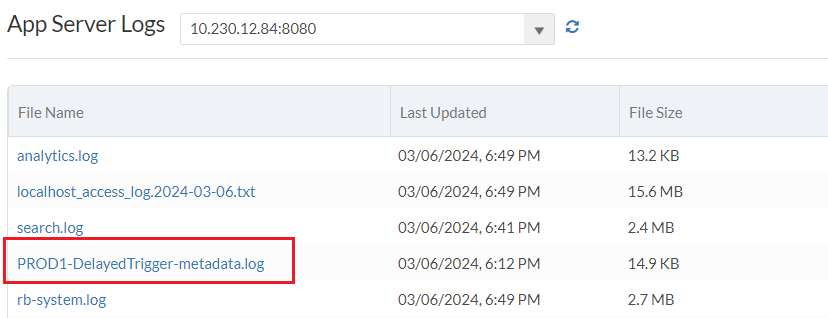 App Server Logs 10.230.12.84:8080
File Name Last Updated File Size
analytics.log 03/06/2024, 6:49 PM 13.2 KB
localhost_access_log.2024-03-06.txt 03/06/2024, 6:49 PM 15.6 MB
search.log 03/06/2024, 6:41 PM 2.4 MB
PROD1-DelayedTrigger-metadata.log 03/06/2024, 6:12 PM 14.9 KB
rb-system.log 03/06/2024, 6:49 PM 2.7 MB